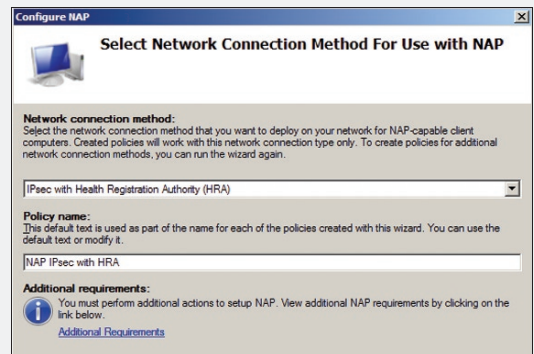 Configure NAP
Select Network Connection Method For Use with NAP
Network connection method:
Select the network connection method that you want to deploy on your network for NAP-capable client
computers. Created policies will work with this network connection type only. To create policies for additional
network connection methods, you can run the wizard again.
IPsec with Health Registration Authority (HRA)
Policy name:
This default text is used as part of the name for each of the policies created with this wizard. You can use the
default text or modify it.
NAP IPsec with HRA
Additional requirements:
You must perform additional actions to setup NAP. View additional NAP requirements by clicking on the
link below.
Additional Requirements